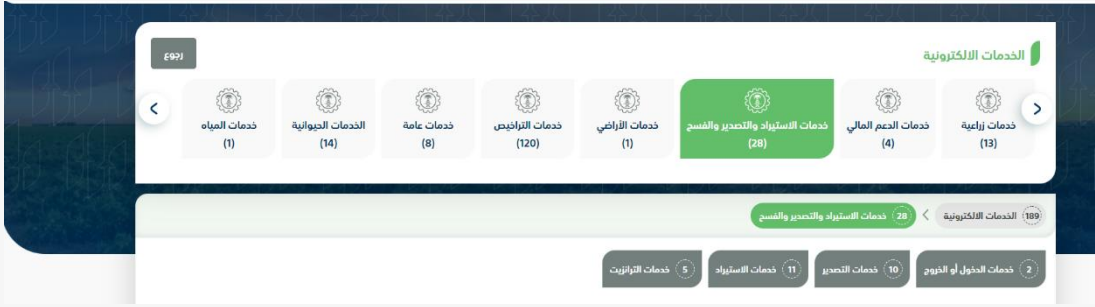 الخدمات الالكترونية
رجوع
خدمات زراعية
(13)
خدمات الدعم المالي
(4)
خدمات الاستيراد والتصدير والفسح
(28)
خدمات الأراضي
(1)
خدمات التراخيص
(120)
خدمات عامة
(8)
الخدمات الحيوانية
(14)
خدمات المياه
(1)
189 الخدمات الالكترونية > 28 خدمات الاستيراد والتصدير والفسح
2 خدمات الدخول أو الخروج 10 خدمات التصدير 11 خدمات الاستيراد 5 خدمات الترانزيت